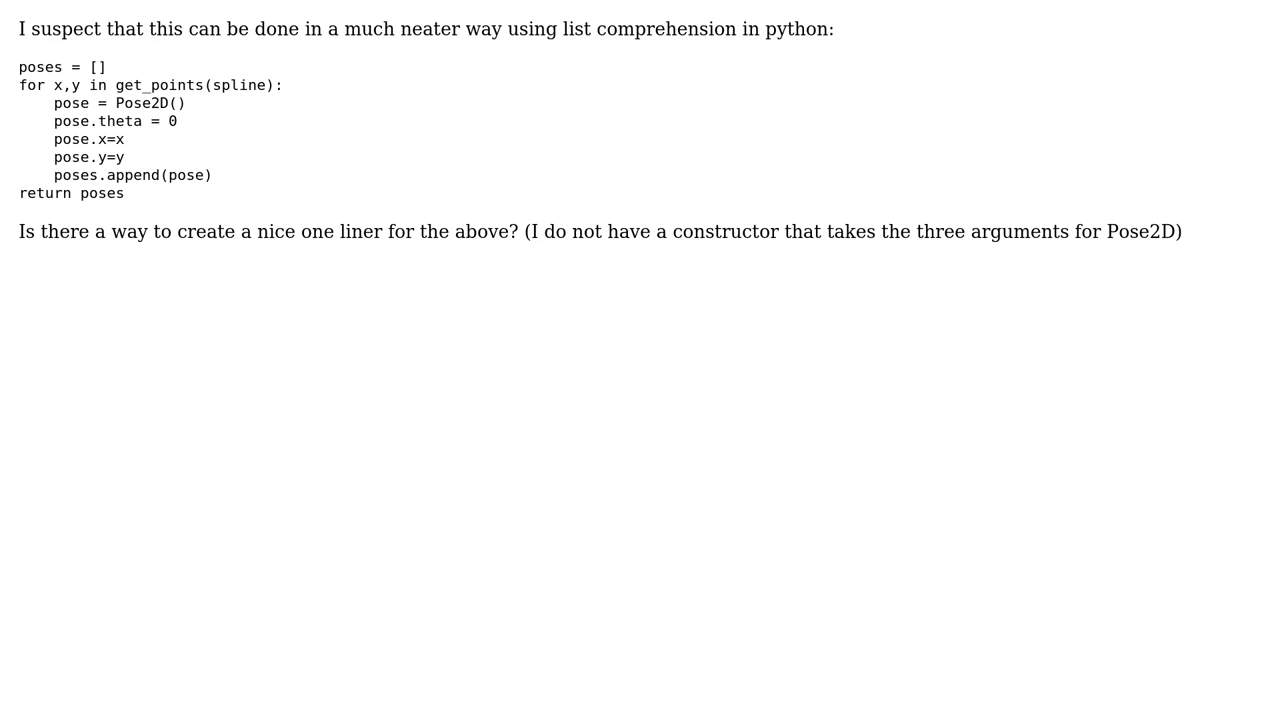 I suspect that this can be done in a much neater way using list comprehension in python:
poses = []
for x,y in get_points(spline):
    pose = Pose2D()
    pose.theta = 0
    pose.x=x
    pose.y=y
    poses.append(pose)
return poses
Is there a way to create a nice one liner for the above? (I do not have a constructor that takes the three arguments for Pose2D)